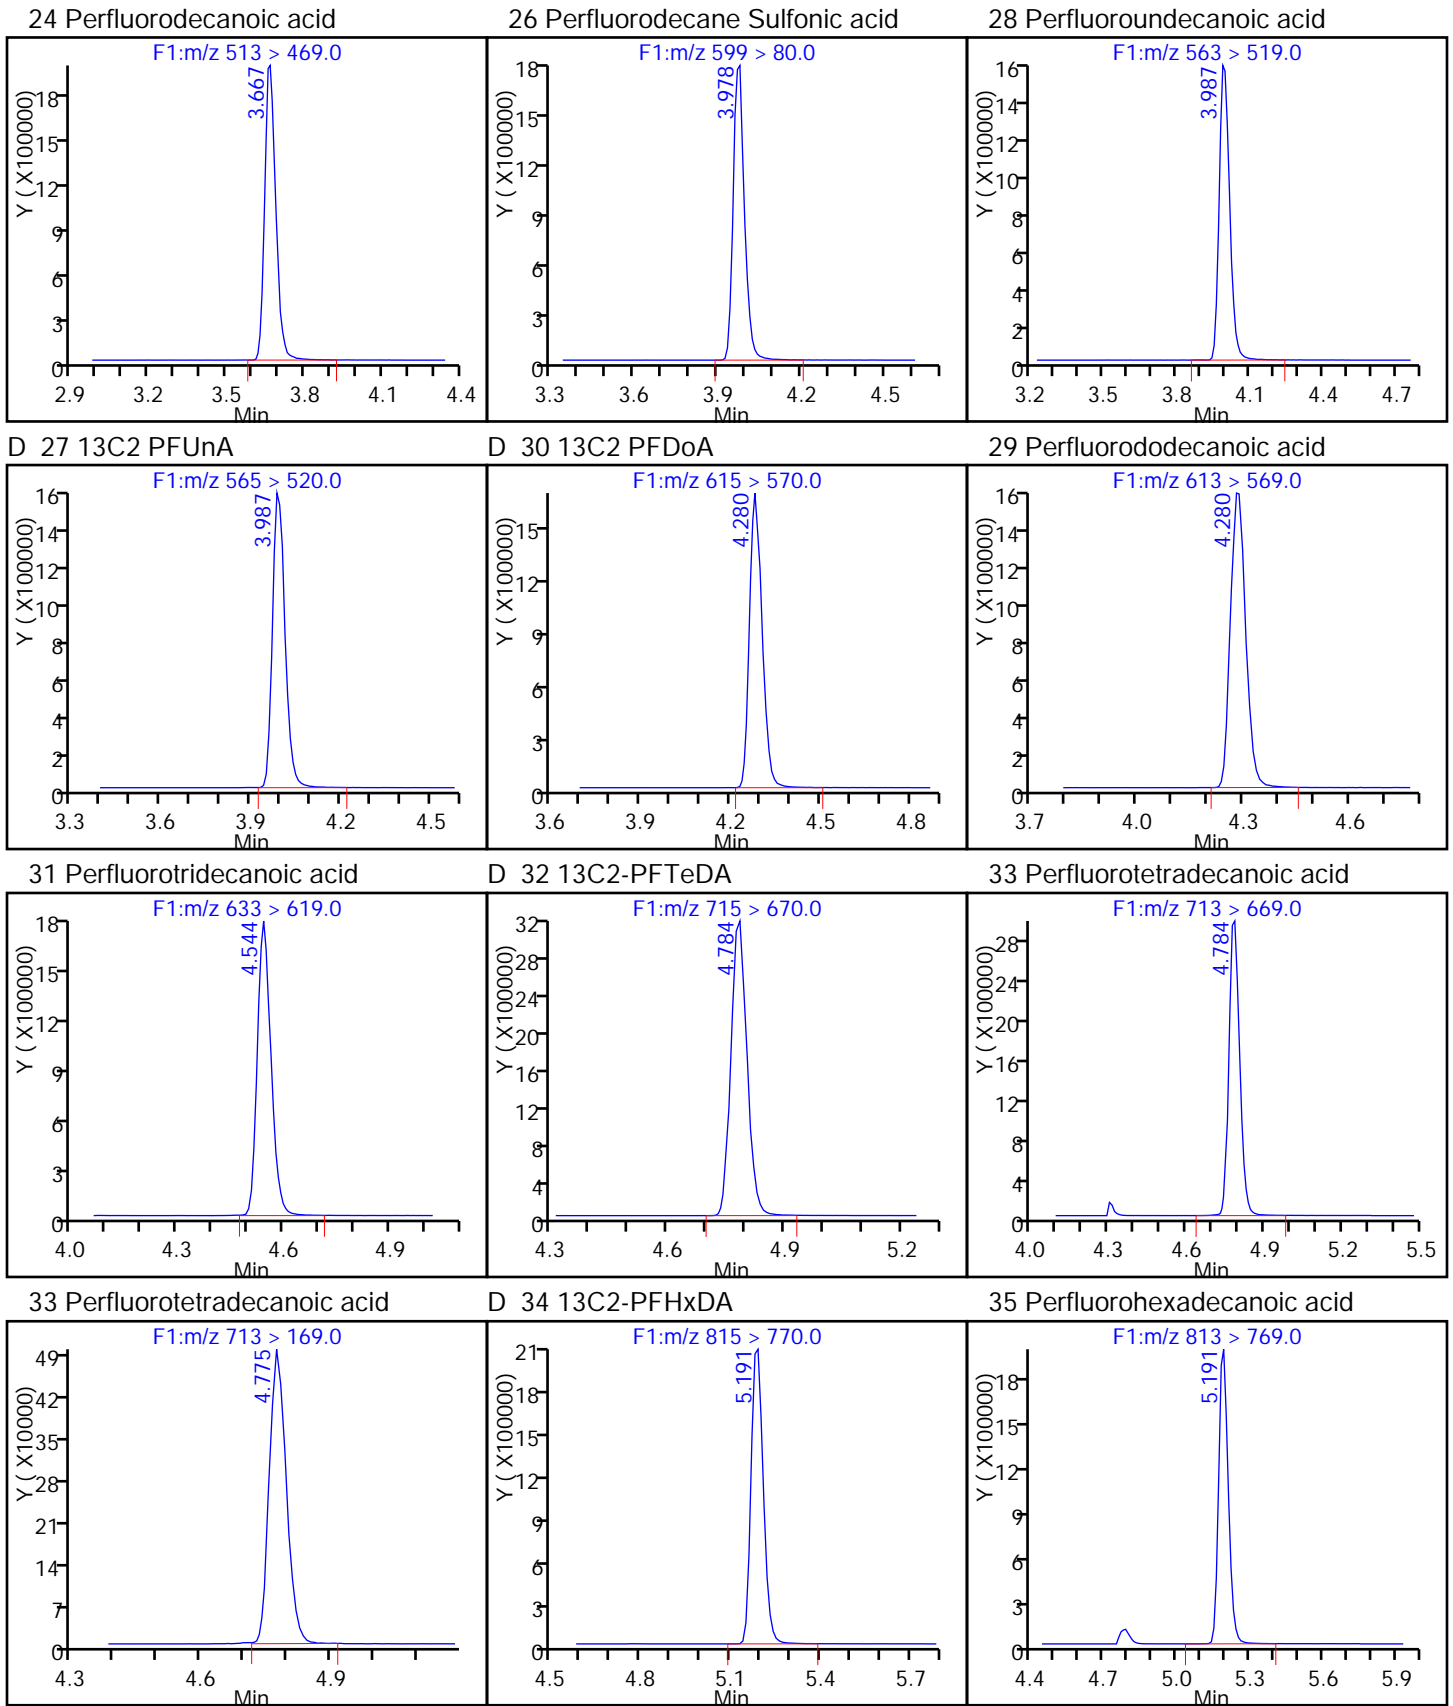 24 Perfluorodecanoic acid
F1:m/z 513 > 469.0
3.667
Y ( X100000)
18
15
12
9
6
3
0
2.9 3.2 3.5 3.8 4.1 4.4
Min
26 Perfluorodecane Sulfonic acid
F1:m/z 599 > 80.0
3.978
Y ( X100000)
18
15
12
9
6
3
0
3.3 3.6 3.9 4.2 4.5
Min
28 Perfluoroundecanoic acid
F1:m/z 563 > 519.0
3.987
Y ( X100000)
16
14
12
10
8
6
4
2
0
3.2 3.5 3.8 4.1 4.4 4.7
Min
D 27 13C2 PFUnA
F1:m/z 565 > 520.0
3.987
Y ( X100000)
16
14
12
10
8
6
4
2
0
3.3 3.6 3.9 4.2 4.5
Min
D 30 13C2 PFDoA
F1:m/z 615 > 570.0
4.280
Y ( X100000)
15
12
9
6
3
0
3.6 3.9 4.2 4.5 4.8
Min
29 Perfluorododecanoic acid
F1:m/z 613 > 569.0
4.280
Y ( X100000)
16
14
12
10
8
6
4
2
0
3.7 4.0 4.3 4.6
Min
31 Perfluorotridecanoic acid
F1:m/z 633 > 619.0
4.544
Y ( X100000)
18
15
12
9
6
3
0
4.0 4.3 4.6 4.9
Min
D 32 13C2-PFTeDA
F1:m/z 715 > 670.0
4.784
Y ( X100000)
32
28
24
20
16
12
8
4
0
4.3 4.6 4.9 5.2
Min
33 Perfluorotetradecanoic acid
F1:m/z 713 > 669.0
4.784
Y ( X100000)
28
24
20
16
12
8
4
0
4.0 4.3 4.6 4.9 5.2 5.5
Min
33 Perfluorotetradecanoic acid
F1:m/z 713 > 169.0
4.775
Y ( X10000)
49
42
35
28
21
14
7
0
4.3 4.6 4.9
Min
D 34 13C2-PFHxDA
F1:m/z 815 > 770.0
5.191
Y ( X100000)
21
18
15
12
9
6
3
0
4.5 4.8 5.1 5.4 5.7
Min
35 Perfluorohexadecanoic acid
F1:m/z 813 > 769.0
5.191
Y ( X100000)
18
15
12
9
6
3
0
4.4 4.7 5.0 5.3 5.6 5.9
Min